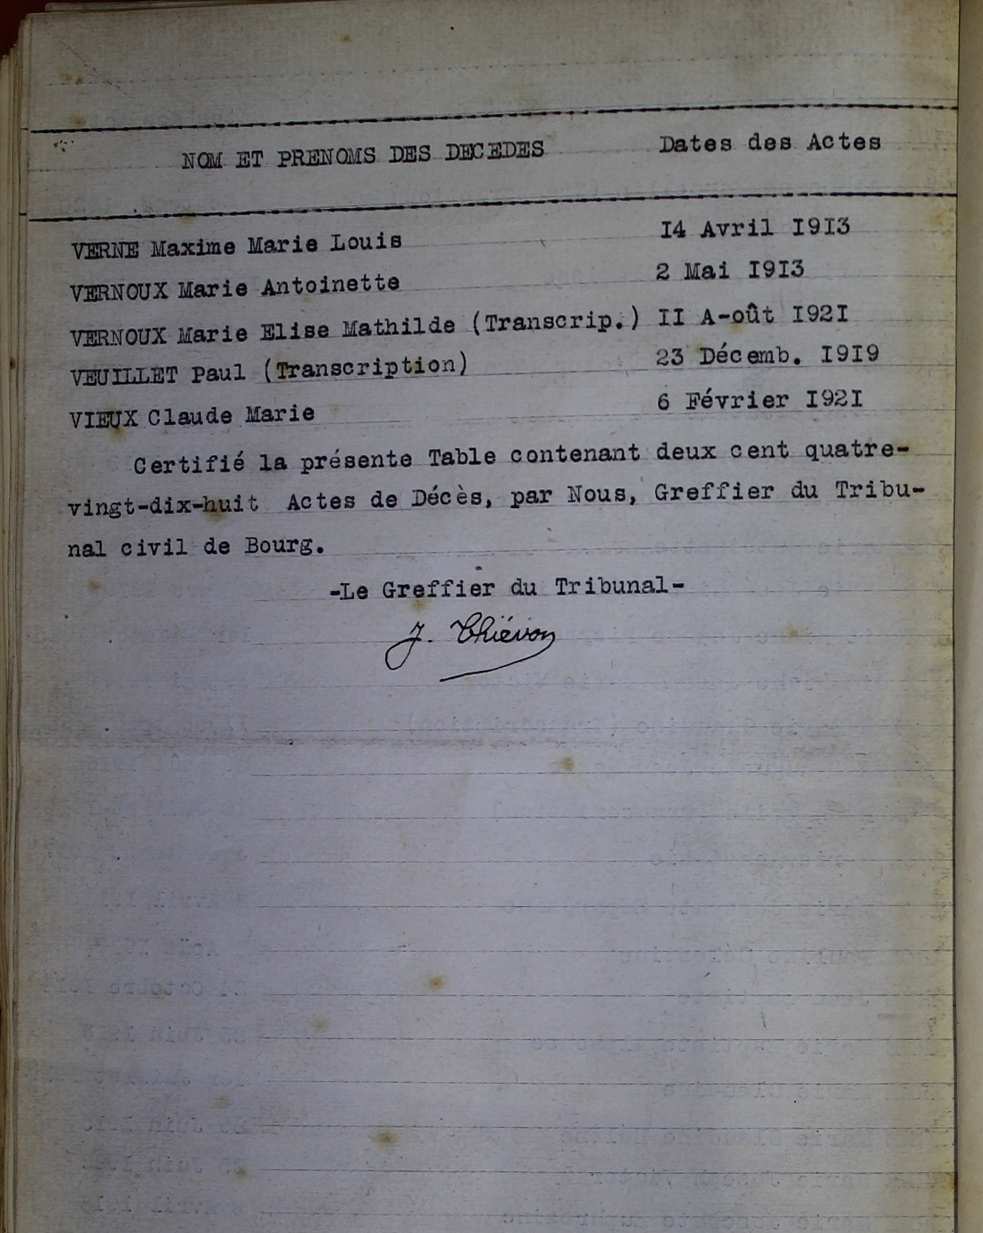 NOM ET PRENOMS DES DECEDES Dates des Actes
VERNE Maxime Marie Louis I4 Avril I9I3
VERNOUX Marie Antoinette 2 Mai I9I3
VERNOUX Marie Elise Mathilde (Transcrip.) II A-oût I92I
VEUILLET Paul (Transcription) 23 Décemb. I9I9
VIEUX Claude Marie 6 Février I92I
Certifié la présente Table contenant deux cent quatre-
vingt-dix-huit Actes de Décès, par Nous, Greffier du Tribu-
nal civil de Bourg.
-Le Greffier du Tribunal-
J. Thiévon